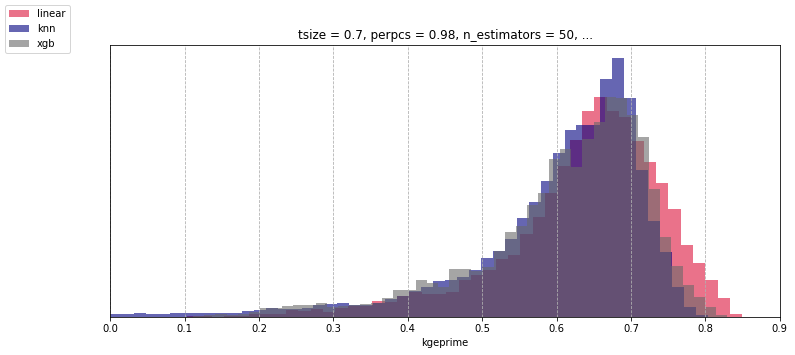 linear
knn
xgb
tsize = 0.7, perpcs = 0.98, n_estimators = 50, ...
0.0 0.1 0.2 0.3 0.4 0.5 0.6 0.7 0.8 0.9
kgeprime